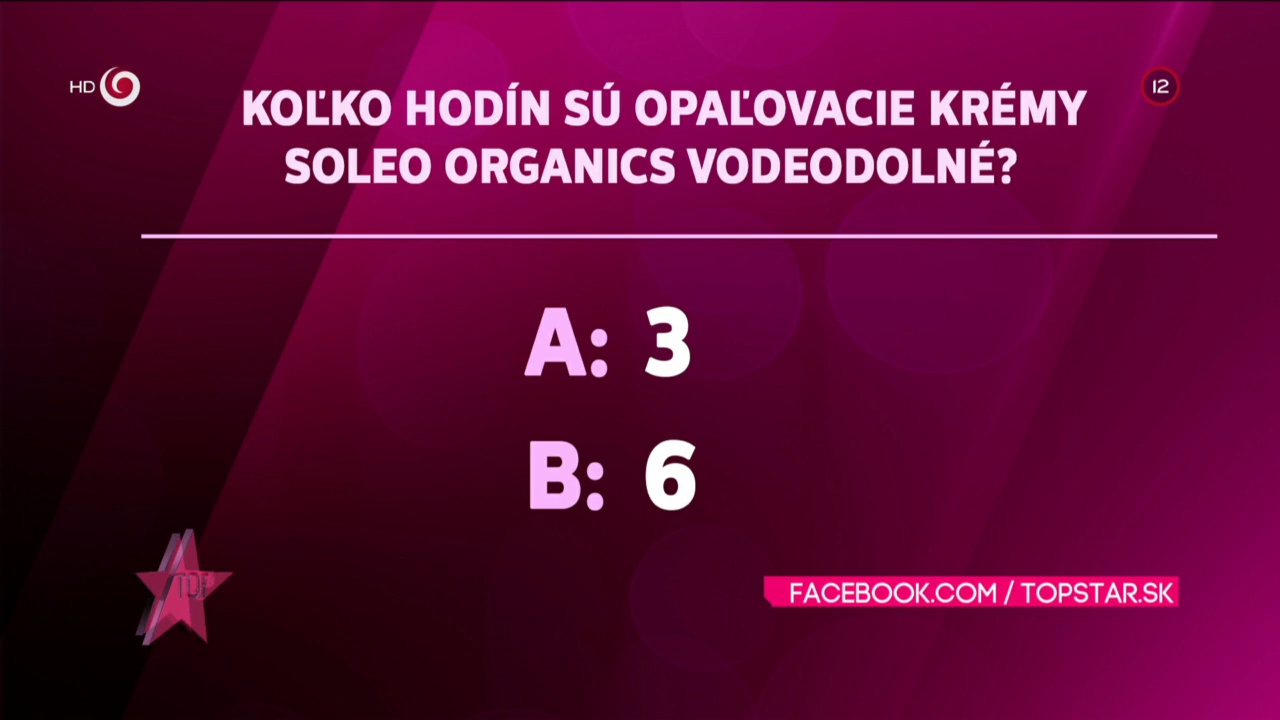 HD
12
KOĽKO HODÍN SÚ OPAĽOVACIE KRÉMY
SOLEO ORGANICS VODEODOLNÉ?
A: 3
B: 6
TOP
FACEBOOK.COM / TOPSTAR.SK